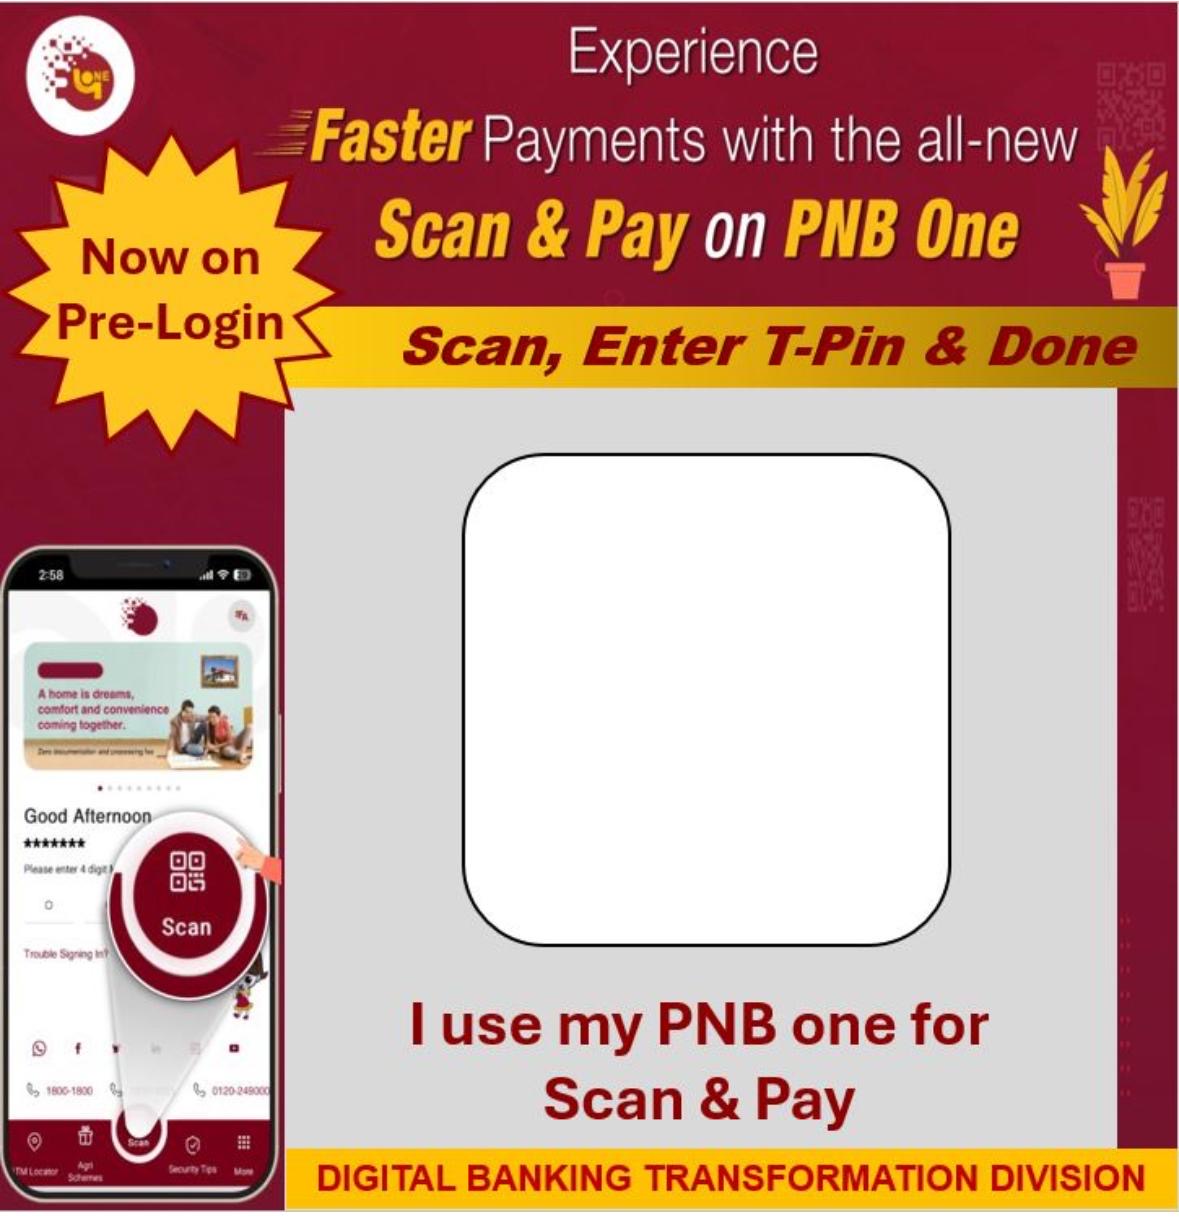 प
ONE
Experience
Faster Payments with the all-new
Scan & Pay on PNB One
Now on
Pre-Login
Scan, Enter T-Pin & Done
2:58
A home is dreams,
comfort and convenience
coming together.
Zero documentation and processing fee
Good Afternoon
*******
Please enter 4 digit
Scan
Trouble Signing In?
1800-1800
0120-249000
Scan
TM Locator
Agri
Schemes
Security Tips
More
I use my PNB one for
Scan & Pay
DIGITAL BANKING TRANSFORMATION DIVISION